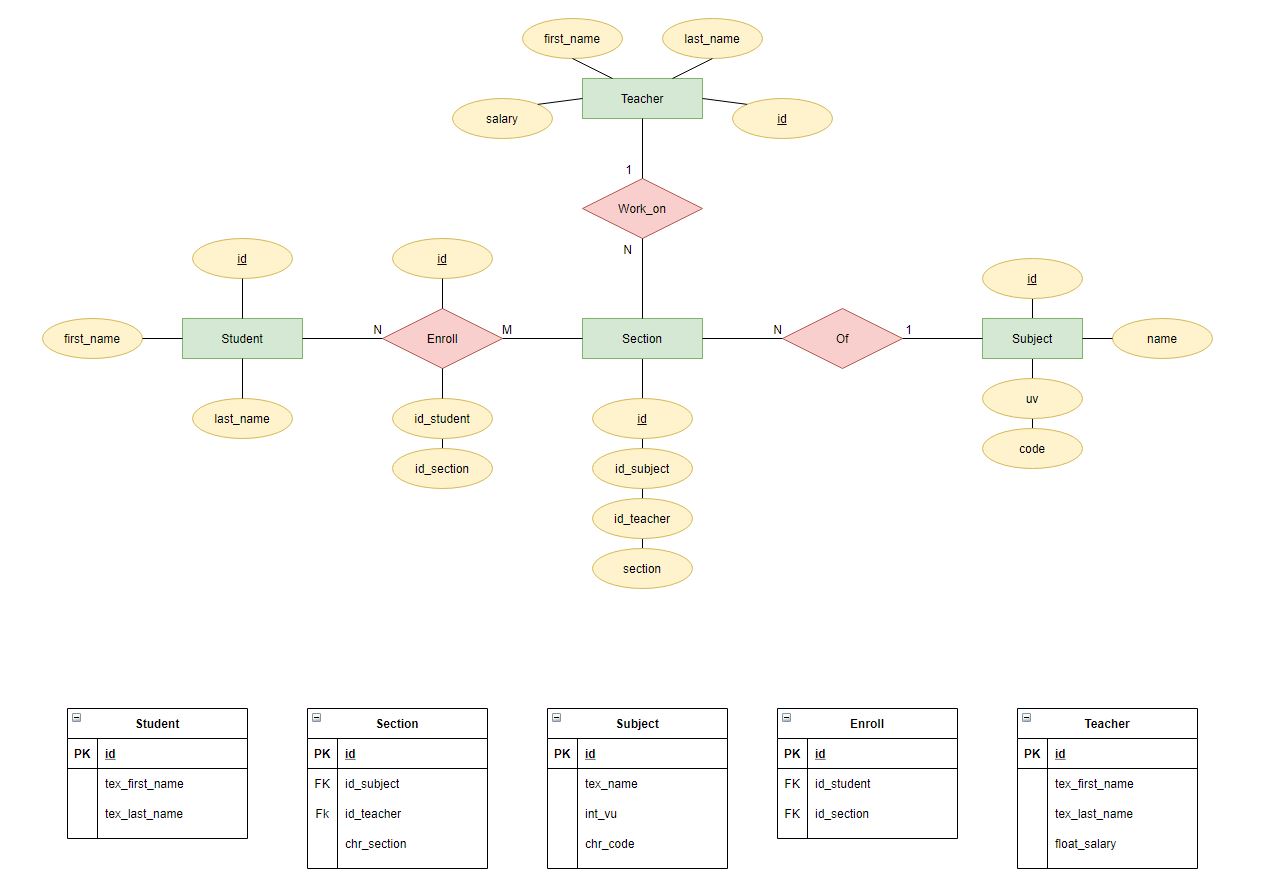 first_name
last_name
Teacher
salary
id
1
Work_on
N
id
id
id
N
Enroll
M
first_name
Student
Section
N
Of
1
Subject
name
last_name
id_student
id
uv
id_section
id_subject
code
id_teacher
section
Student
PK id
tex_first_name
tex_last_name
Section
PK id
FK id_subject
Fk id_teacher
chr_section
Subject
PK id
tex_name
int_vu
chr_code
Enroll
PK id
FK id_student
FK id_section
Teacher
PK id
tex_first_name
tex_last_name
float_salary